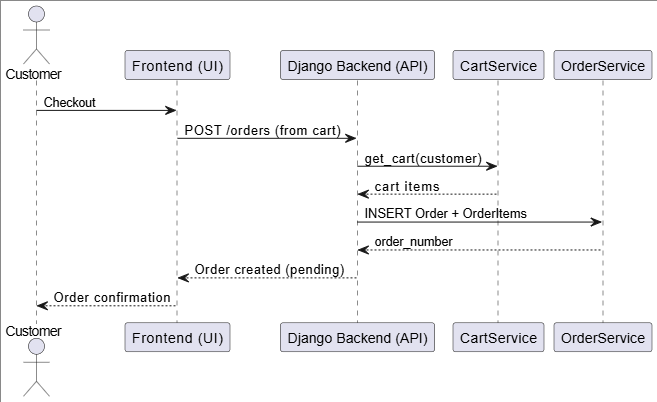 Customer
Frontend (UI)
Django Backend (API)
CartService
OrderService
Checkout
POST /orders (from cart)
get_cart(customer)
cart items
INSERT Order + OrderItems
order_number
Order created (pending)
Order confirmation
Customer
Frontend (UI)
Django Backend (API)
CartService
OrderService